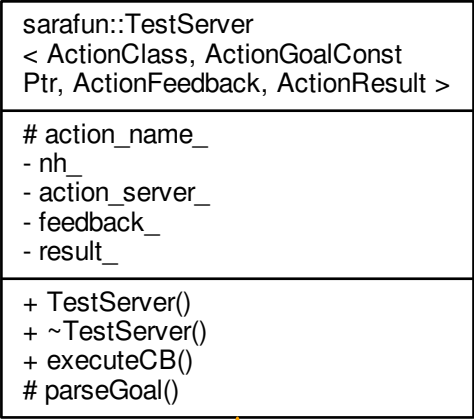 sarafun::TestServer
< ActionClass, ActionGoalConst
Ptr, ActionFeedback, ActionResult >
# action_name_
- nh_
- action_server_
- feedback_
- result_
+ TestServer()
+ ~TestServer()
+ executeCB()
# parseGoal()